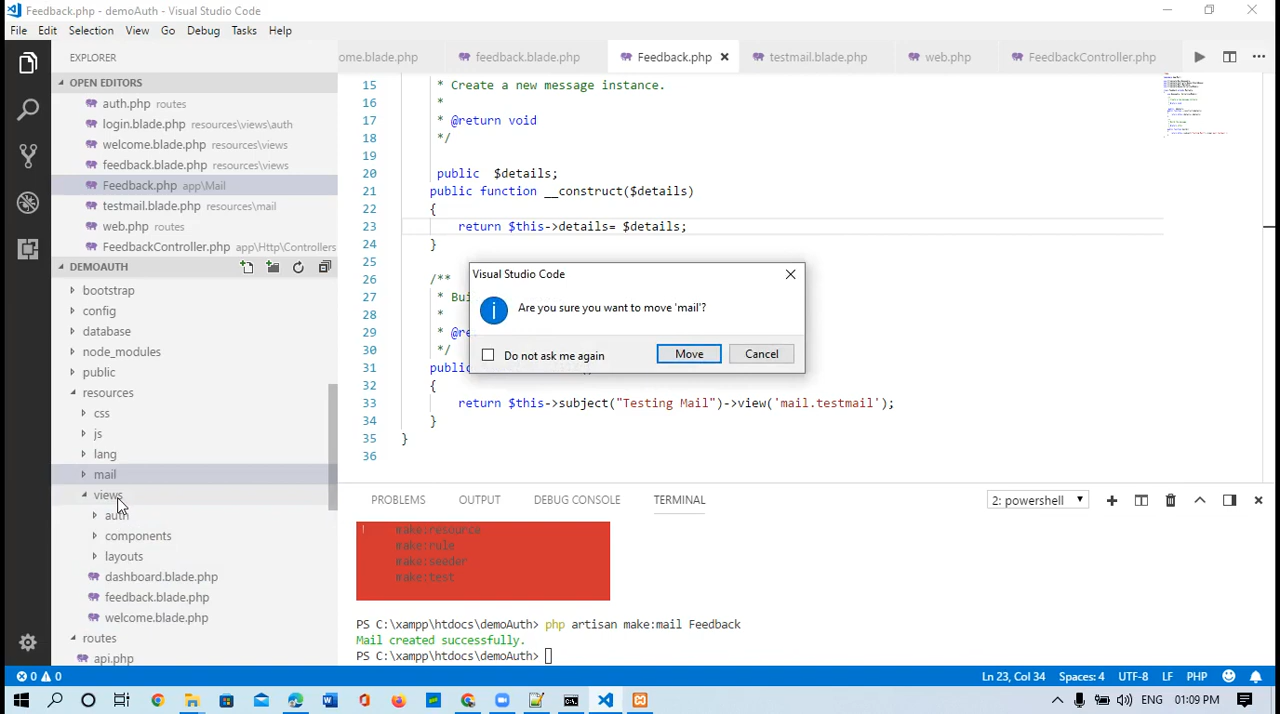 Feedback.php - demoAuth - Visual Studio Code
File Edit Selection View Go Debug Tasks Help
EXPLORER
ome.blade.php feedback.blade.php Feedback.php testmail.blade.php web.php FeedbackController.php
OPEN EDITORS
auth.php routes
login.blade.php resources\views\auth
welcome.blade.php resources\views
feedback.blade.php resources\views
Feedback.php app\Mail
testmail.blade.php resources\mail
web.php routes
FeedbackController.php app\Http\Controllers
DEMOAUTH
bootstrap
config
database
node_modules
public
resources
css
js
lang
mail
views
auth
components
layouts
dashboard.blade.php
feedback.blade.php
welcome.blade.php
routes
api.php
15 * Create a new message instance.
16 *
17 * @return void
18 */
19
20 public $details;
21 public function __construct($details)
22 {
23 return $this->details= $details;
24 }
25
26 /**
27 * Bui
28 *
29 * @re
30 */
31 public
32 {
33 return $this->subject("Testing Mail")->view('mail.testmail');
34 }
35 }
36
Visual Studio Code
Are you sure you want to move 'mail'?
Do not ask me again
Move Cancel
PROBLEMS OUTPUT DEBUG CONSOLE TERMINAL 2: powershell
make:resource
make:rule
make:seeder
make:test
PS C:\xampp\htdocs\demoAuth> php artisan make:mail Feedback
Mail created successfully.
PS C:\xampp\htdocs\demoAuth>
0 0 Ln 23, Col 34 Spaces: 4 UTF-8 LF PHP
ENG 01:09 PM